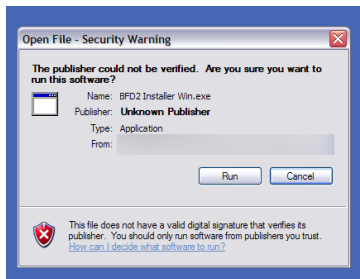 Open File - Security Warning
The publisher could not be verified. Are you sure you want to
run this software?
Name: BFD2 Installer Win.exe
Publisher: Unknown Publisher
Type: Application
From:
Run Cancel
This file does not have a valid digital signature that verifies its
publisher. You should only run software from publishers you trust.
How can I decide what software to run?